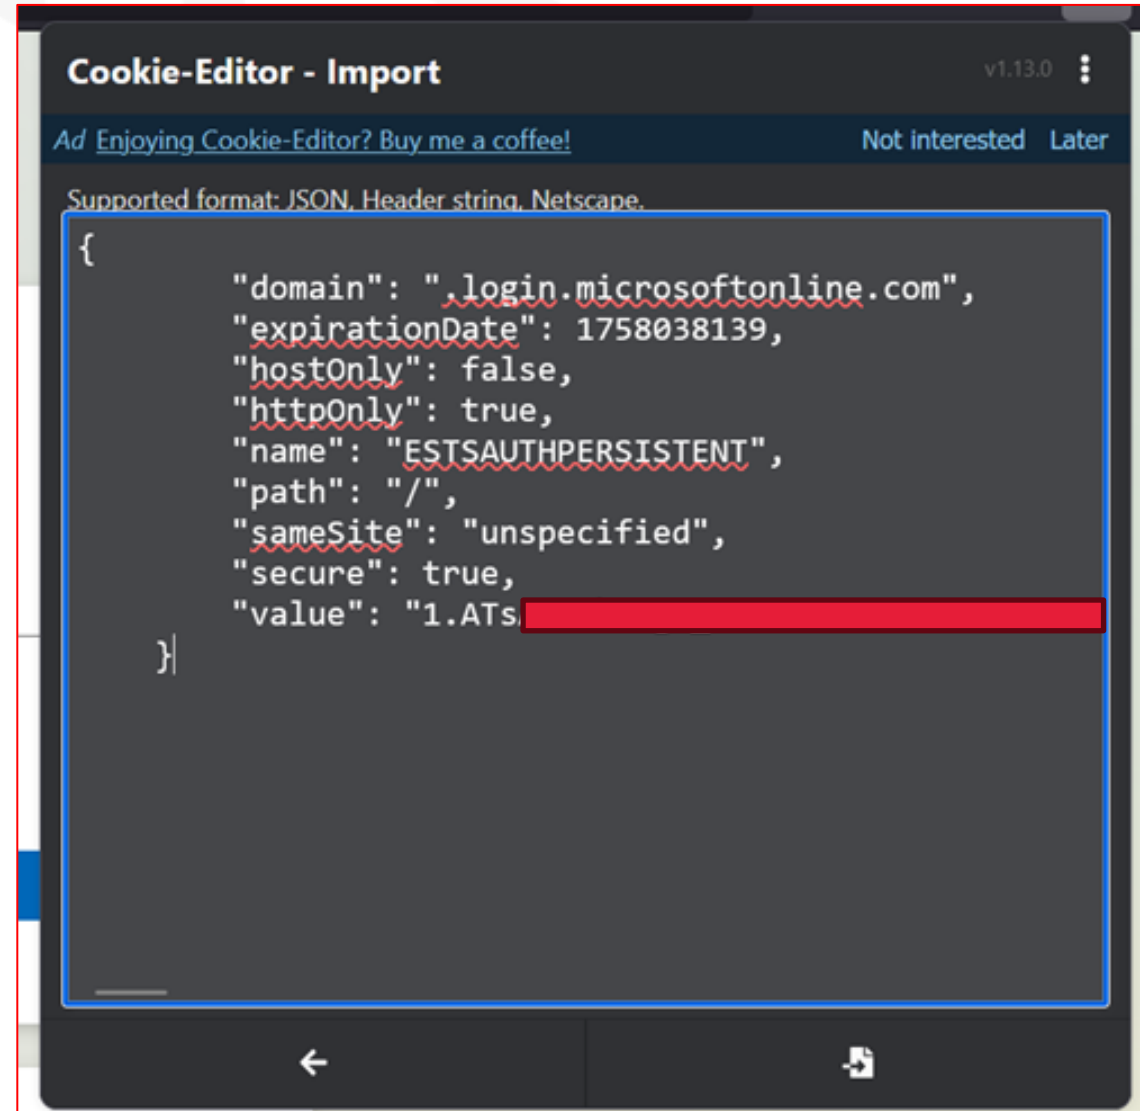 Cookie-Editor - Import
v1.13.0
Ad Enjoying Cookie-Editor? Buy me a coffee!
Not interested Later
Supported format: JSON, Header string, Netscape.
{
"domain": ".login.microsoftonline.com",
"expirationDate": 1758038139,
"hostOnly": false,
"httpOnly": true,
"name": "ESTSAUTHPERSISTENT",
"path": "/",
"sameSite": "unspecified",
"secure": true,
"value": "1.ATs
}